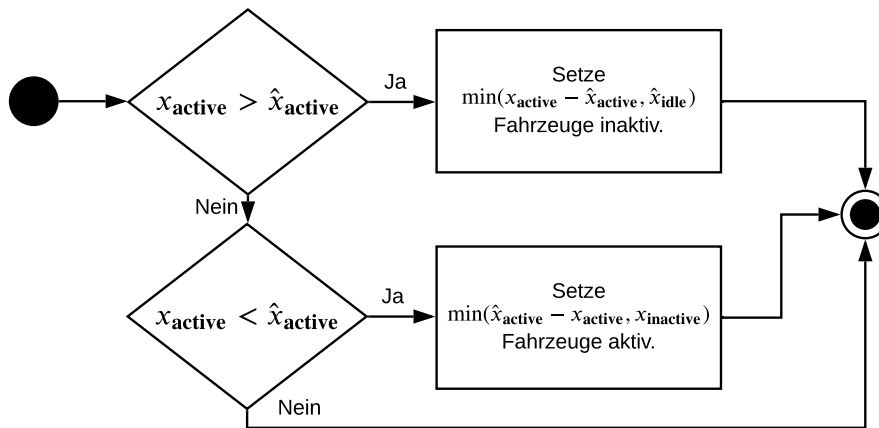 x_active > x̂_active
Ja
Setze
min(x_active − x̂_active, x̂_idle)
Fahrzeuge inaktiv.
Nein
x_active < x̂_active
Ja
Setze
min(x̂_active − x_active, x_inactive)
Fahrzeuge aktiv.
Nein